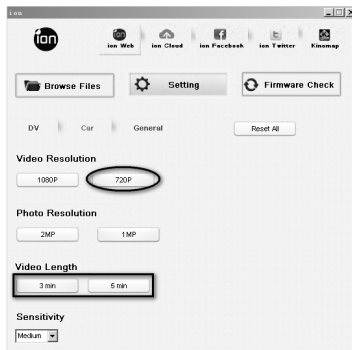 ion
ion
ion Web ion Cloud ion Facebook ion Twitter Kinomap
Browse Files Setting Firmware Check
DV Car General Reset All
Video Resolution
1080P 720P
Photo Resolution
2MP 1MP
Video Length
3 min 5 min
Sensitivity
Medium